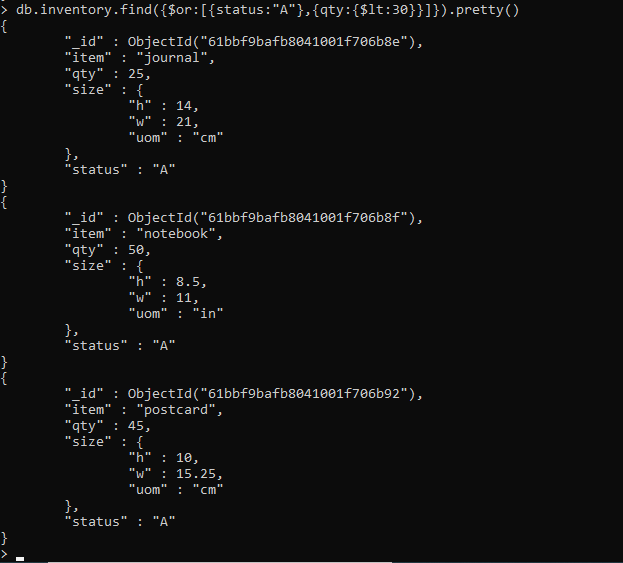 > db.inventory.find({$or:[{status:"A"},{qty:{$lt:30}}]}).pretty()
{
        "_id" : ObjectId("61bbf9bafb8041001f706b8e"),
        "item" : "journal",
        "qty" : 25,
        "size" : {
                "h" : 14,
                "w" : 21,
                "uom" : "cm"
        },
        "status" : "A"
}
{
        "_id" : ObjectId("61bbf9bafb8041001f706b8f"),
        "item" : "notebook",
        "qty" : 50,
        "size" : {
                "h" : 8.5,
                "w" : 11,
                "uom" : "in"
        },
        "status" : "A"
}
{
        "_id" : ObjectId("61bbf9bafb8041001f706b92"),
        "item" : "postcard",
        "qty" : 45,
        "size" : {
                "h" : 10,
                "w" : 15.25,
                "uom" : "cm"
        },
        "status" : "A"
}
>